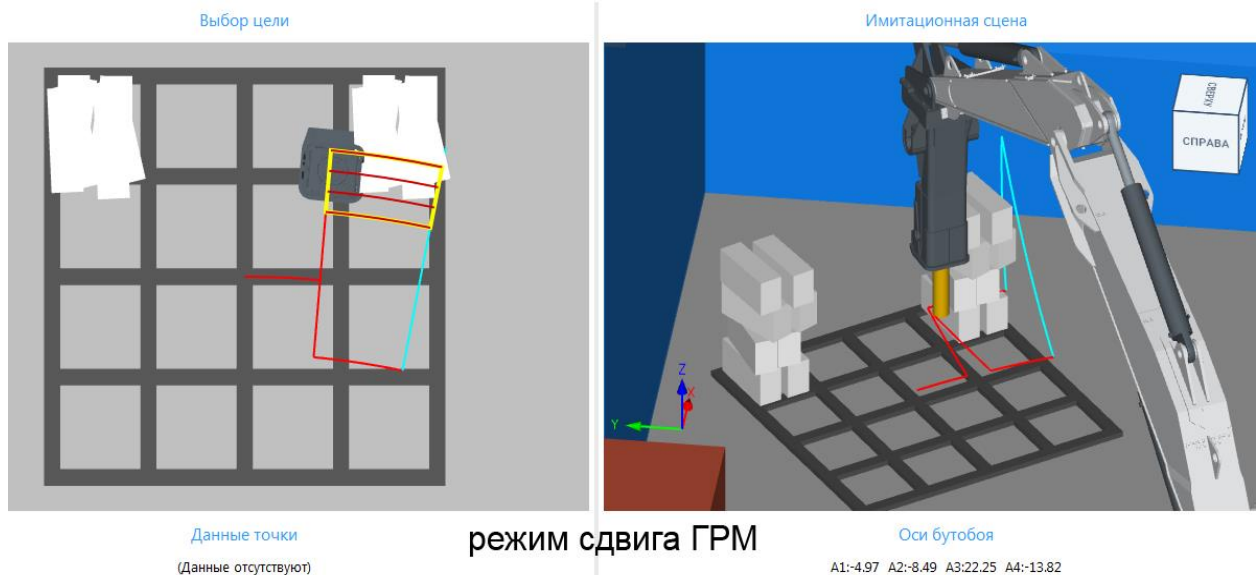 Выбор цели
Имитационная сцена
СВЕРХУ
СПРАВА
Z
X
Y
Данные точки
режим сдвига ГРМ
Оси бутобоя
(Данные отсутствуют)
A1:-4.97 A2:-8.49 A3:22.25 A4:-13.82